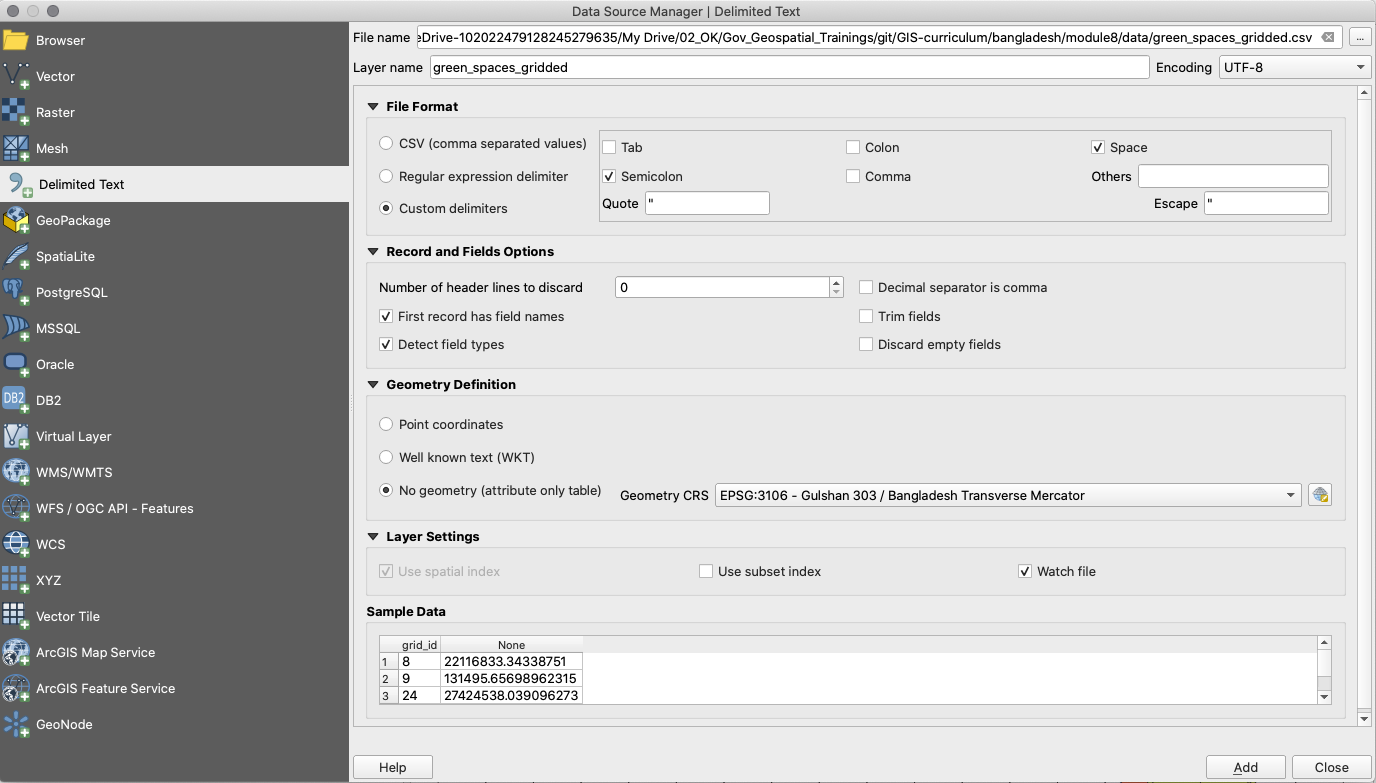 Data Source Manager | Delimited Text
Browser
Vector
Raster
Mesh
Delimited Text
GeoPackage
SpatiaLite
PostgreSQL
MSSQL
Oracle
DB2
DB2
Virtual Layer
WMS/WMTS
WFS / OGC API - Features
WCS
XYZ
Vector Tile
ArcGIS Map Service
ArcGIS Feature Service
GeoNode
File name eDrive-102022479128245279635/My Drive/02_OK/Gov_Geospatial_Trainings/git/GIS-curriculum/bangladesh/module8/data/green_spaces_gridded.csv ...
Layer name green_spaces_gridded Encoding UTF-8
File Format
CSV (comma separated values) Tab Colon Space
Regular expression delimiter Semicolon Comma Others
Custom delimiters Quote " Escape "
Record and Fields Options
Number of header lines to discard 0 Decimal separator is comma
First record has field names Trim fields
Detect field types Discard empty fields
Geometry Definition
Point coordinates
Well known text (WKT)
No geometry (attribute only table) Geometry CRS EPSG:3106 - Gulshan 303 / Bangladesh Transverse Mercator
Layer Settings
Use spatial index Use subset index Watch file
Sample Data
grid_id None
1 8 22116833.34338751
2 9 131495.65698962315
3 24 27424538.039096273
Help Add Close